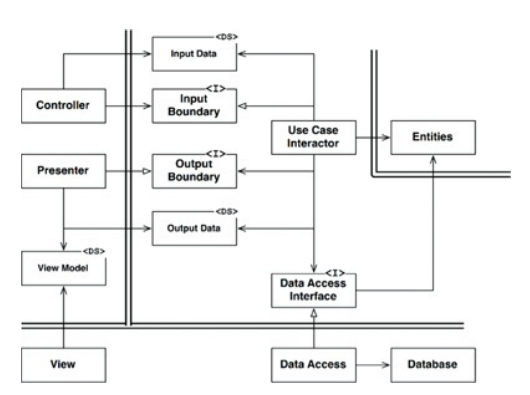 <DS>
Input Data
Controller
<I>
Input
Boundary
Use Case
Interactor
Entities
Presenter
<I>
Output
Boundary
<DS>
Output Data
<DS>
View Model
<I>
Data Access
Interface
View
Data Access
Database